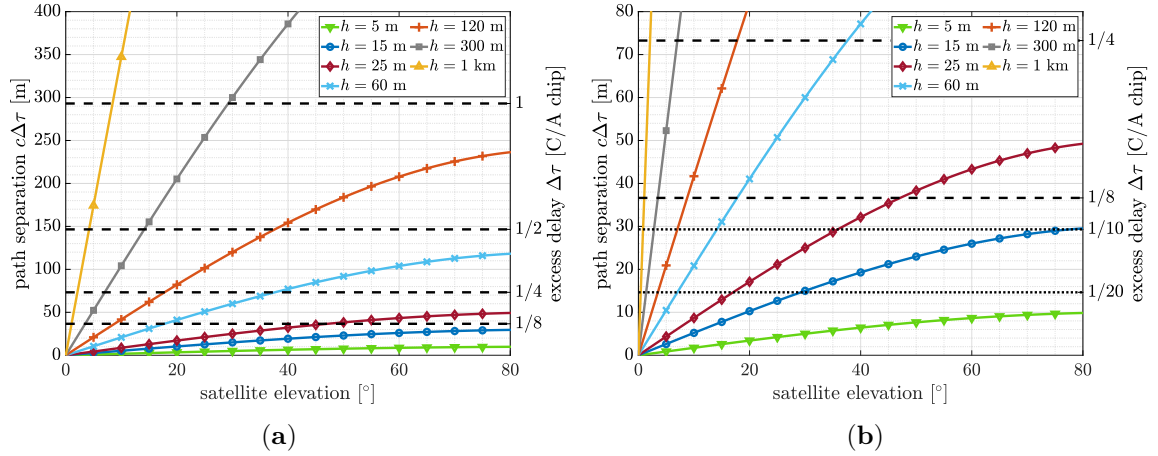 400
350
300
250
200
150
100
50
0
path separation cΔτ [m]
0
20
40
60
80
satellite elevation [°]
1
1/2
1/4
1/8
excess delay Δτ [C/A chip]
h = 5 m
h = 15 m
h = 25 m
h = 60 m
h = 120 m
h = 300 m
h = 1 km
(a)
80
70
60
50
40
30
20
10
0
path separation cΔτ [m]
0
20
40
60
80
satellite elevation [°]
1/4
1/8
1/10
1/20
excess delay Δτ [C/A chip]
h = 5 m
h = 15 m
h = 25 m
h = 60 m
h = 120 m
h = 300 m
h = 1 km
(b)